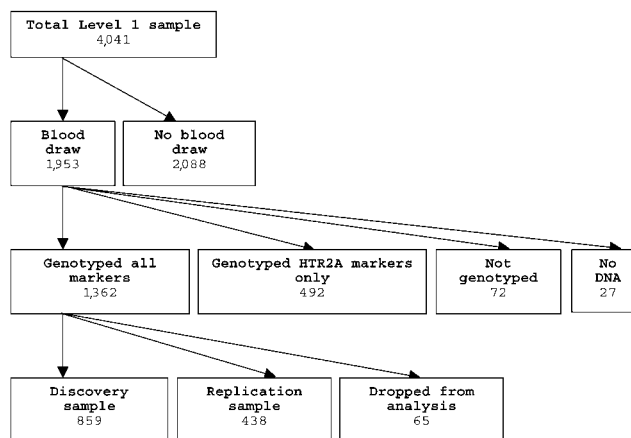 Total Level 1 sample
4,041
Blood
draw
1,953
No blood
draw
2,088
Genotyped all
markers
1,362
Genotyped HTR2A markers
only
492
Not
genotyped
72
No
DNA
27
Discovery
sample
859
Replication
sample
438
Dropped from
analysis
65